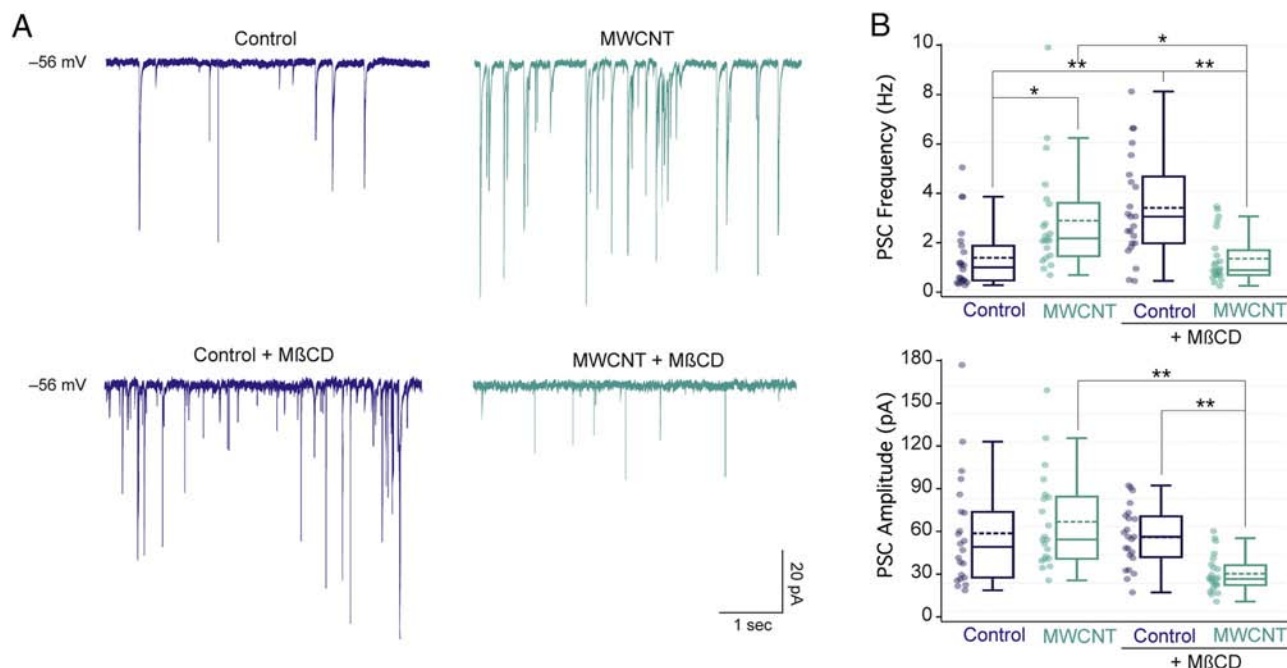 A
Control
MWCNT
–56 mV
Control + MßCD
MWCNT + MßCD
–56 mV
20 pA
1 sec
B
PSC Frequency (Hz)
10
8
6
4
2
0
*
**
**
*
Control
MWCNT
Control
MWCNT
+ MßCD
PSC Amplitude (pA)
180
150
120
90
60
30
0
**
**
Control
MWCNT
Control
MWCNT
+ MßCD